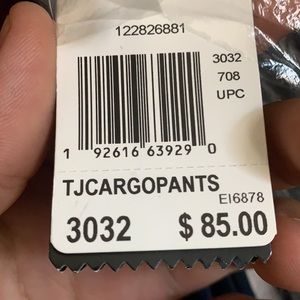 122826881
3032
708
UPC
1 92616 63929 0
TJCARGOPANTS
EI6878
3032 $ 85.00